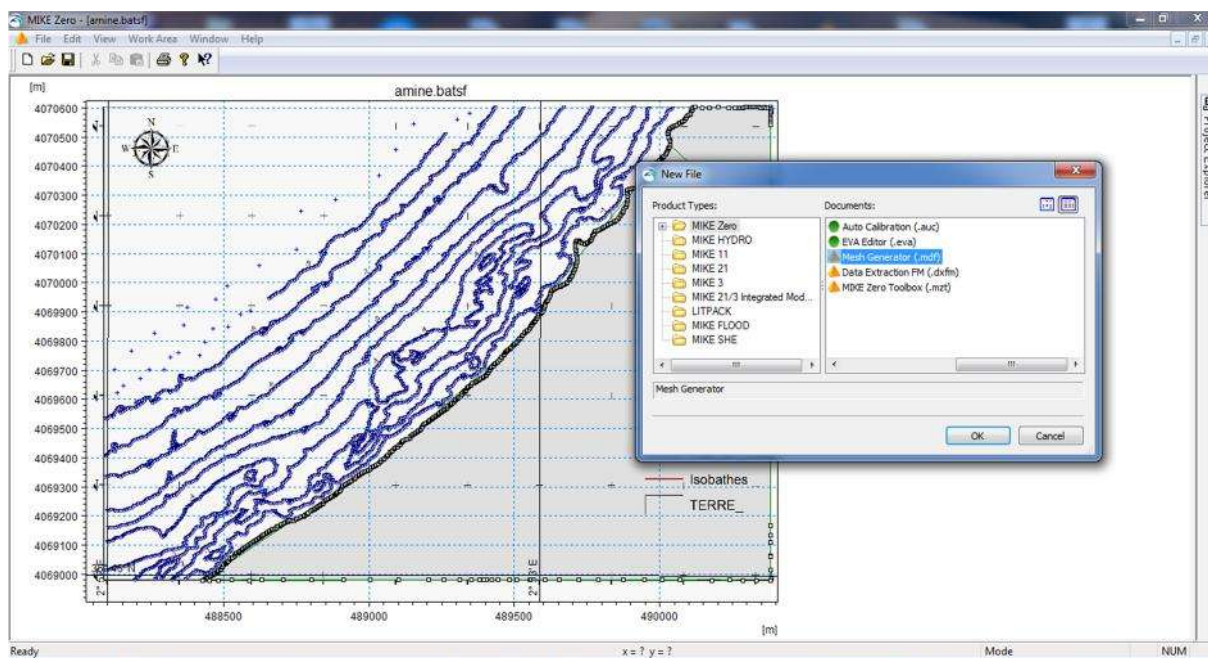 MIKE Zero - [amine.batsf]
File Edit View Work Area Window Help
[m]
amine.batsf
4070600
4070500
4070400
4070300
4070200
4070100
4070000
4069900
4069800
4069700
4069600
4069500
4069400
4069300
4069200
4069100
4069000
N
W E
S
Isobathes
TERRE_
2° 53'E
488500 489000 489500 490000
[m]
Project Explorer
New File
Product Types:
MIKE Zero
MIKE HYDRO
MIKE 11
MIKE 21
MIKE 3
MIKE 21/3 Integrated Mod...
LITPACK
MIKE FLOOD
MIKE SHE
Documents:
Auto Calibration (.auc)
EVA Editor (.eva)
Mesh Generator (.mdf)
Data Extraction FM (.dxfm)
MIKE Zero Toolbox (.mzt)
Mesh Generator
OK Cancel
Ready x = ? y = ? Mode NUM